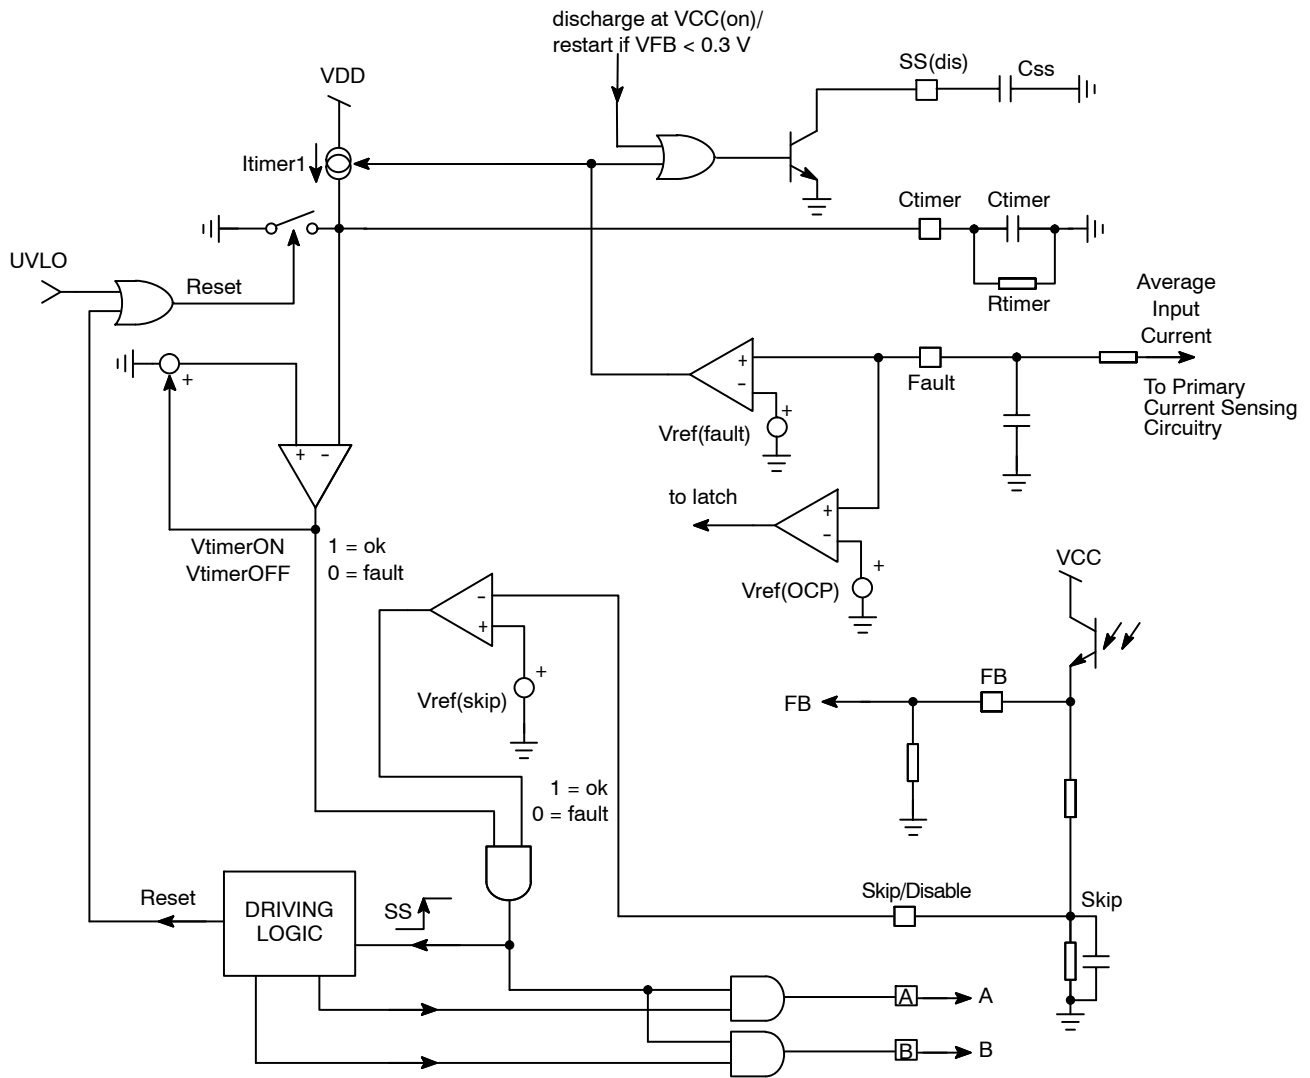 discharge at VCC(on)/
restart if VFB < 0.3 V
SS(dis)
Css
VDD
Itimer1
Ctimer
Ctimer
Rtimer
UVLO
Reset
Average
Input
Current
To Primary
Current Sensing
Circuitry
+
+
−
Fault
+
Vref(fault)
+
−
to latch
+
−
+
Vref(OCP)
VtimerON
VtimerOFF
1 = ok
0 = fault
VCC
−
+
+
Vref(skip)
FB
FB
1 = ok
0 = fault
Reset
DRIVING
LOGIC
SS
Skip/Disable
Skip
A
A
B
B